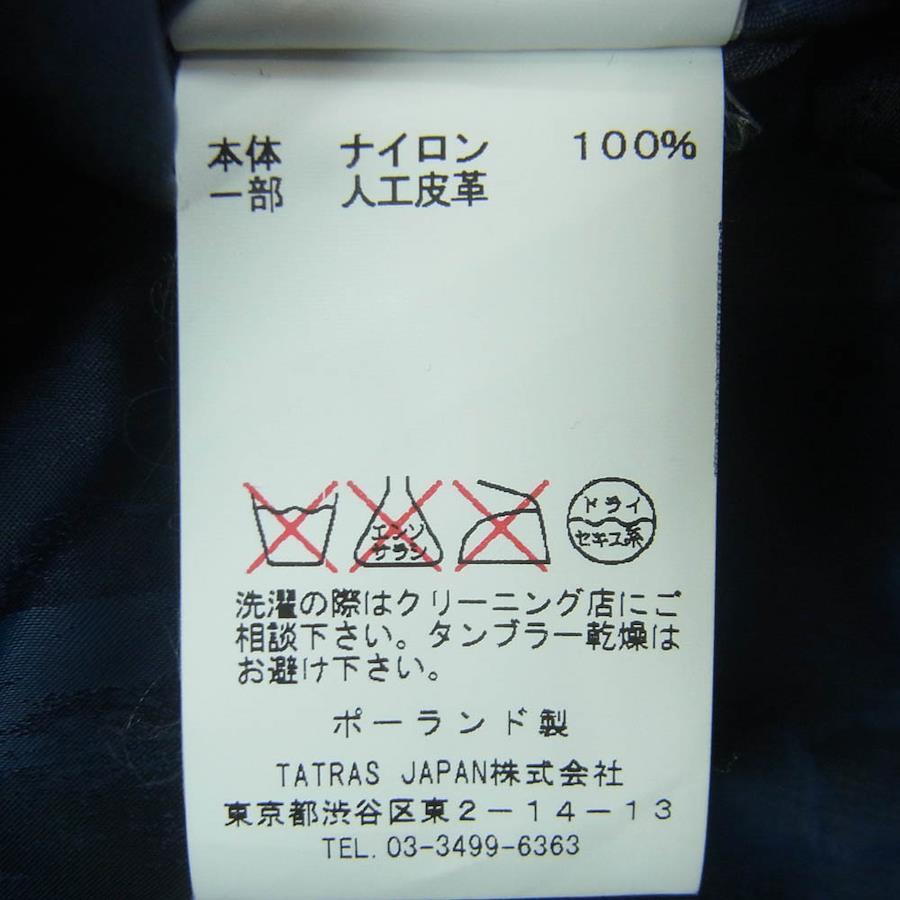 本体 ナイロン 100%
一部 人工皮革
エンソ
サラシ
ドライ
セキユ系
洗濯の際はクリーニング店にご
相談下さい。タンブラー乾燥は
お避け下さい。
ポーランド製
TATRAS JAPAN株式会社
東京都渋谷区東2-14-13
TEL. 03-3499-6363